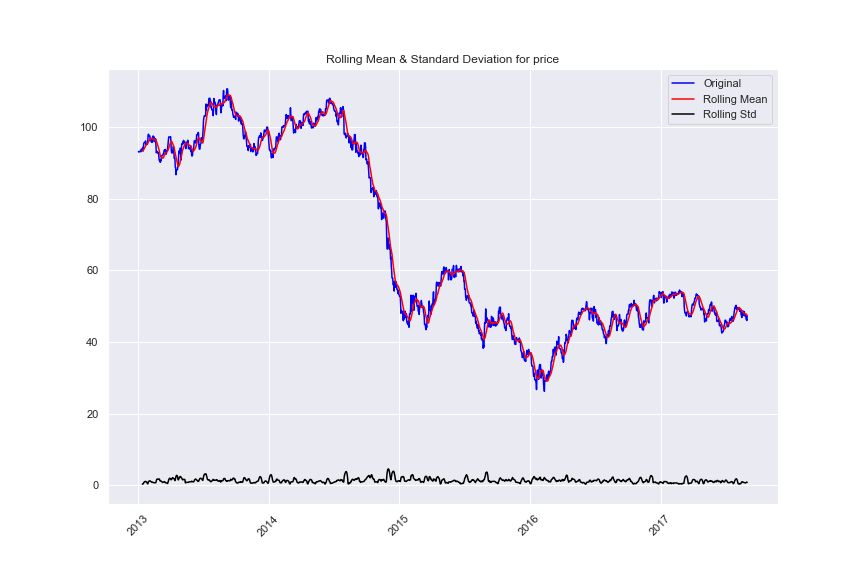 Rolling Mean & Standard Deviation for price
Original
Rolling Mean
Rolling Std
100
80
60
40
20
0
2013
2014
2015
2016
2017